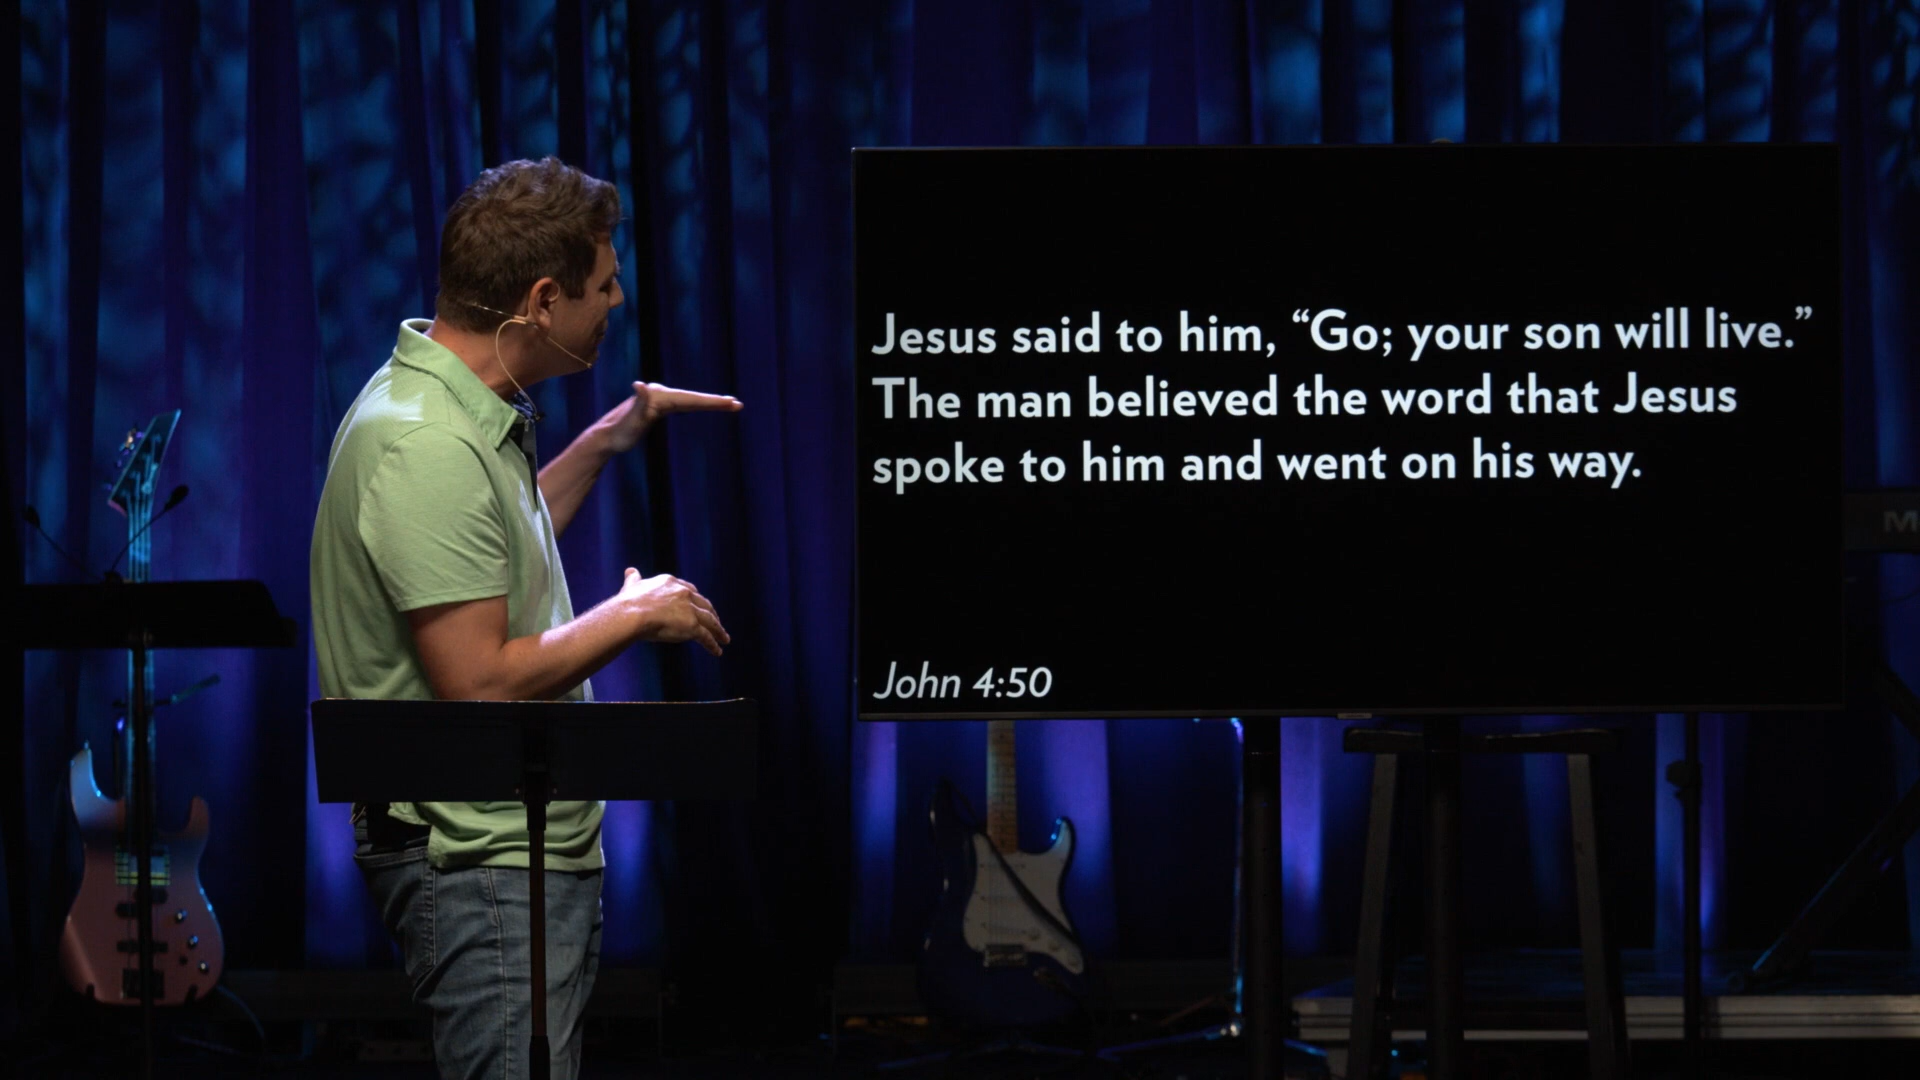 Jesus said to him, “Go; your son will live.”
The man believed the word that Jesus
spoke to him and went on his way.
John 4:50
M